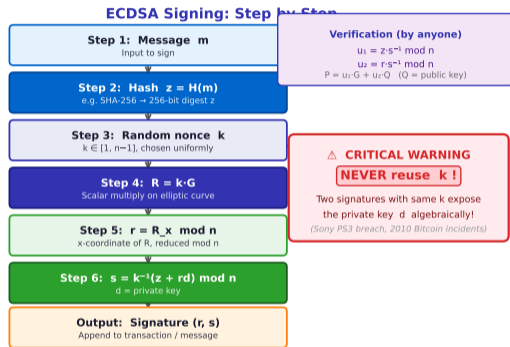 ECDSA Signing: Step by Step
Step 1: Message m
Input to sign
Step 2: Hash z = H(m)
e.g. SHA-256 → 256-bit digest z
Step 3: Random nonce k
k ∈ [1, n−1], chosen uniformly
Step 4: R = k·G
Scalar multiply on elliptic curve
Step 5: r = R_x mod n
x-coordinate of R, reduced mod n
Step 6: s = k⁻¹(z + rd) mod n
d = private key
Output: Signature (r, s)
Append to transaction / message
Verification (by anyone)
u₁ = z·s⁻¹ mod n
u₂ = r·s⁻¹ mod n
P = u₁·G + u₂·Q (Q = public key)
⚠ CRITICAL WARNING
NEVER reuse k !
Two signatures with same k expose
the private key d algebraically!
(Sony PS3 breach, 2010 Bitcoin incidents)